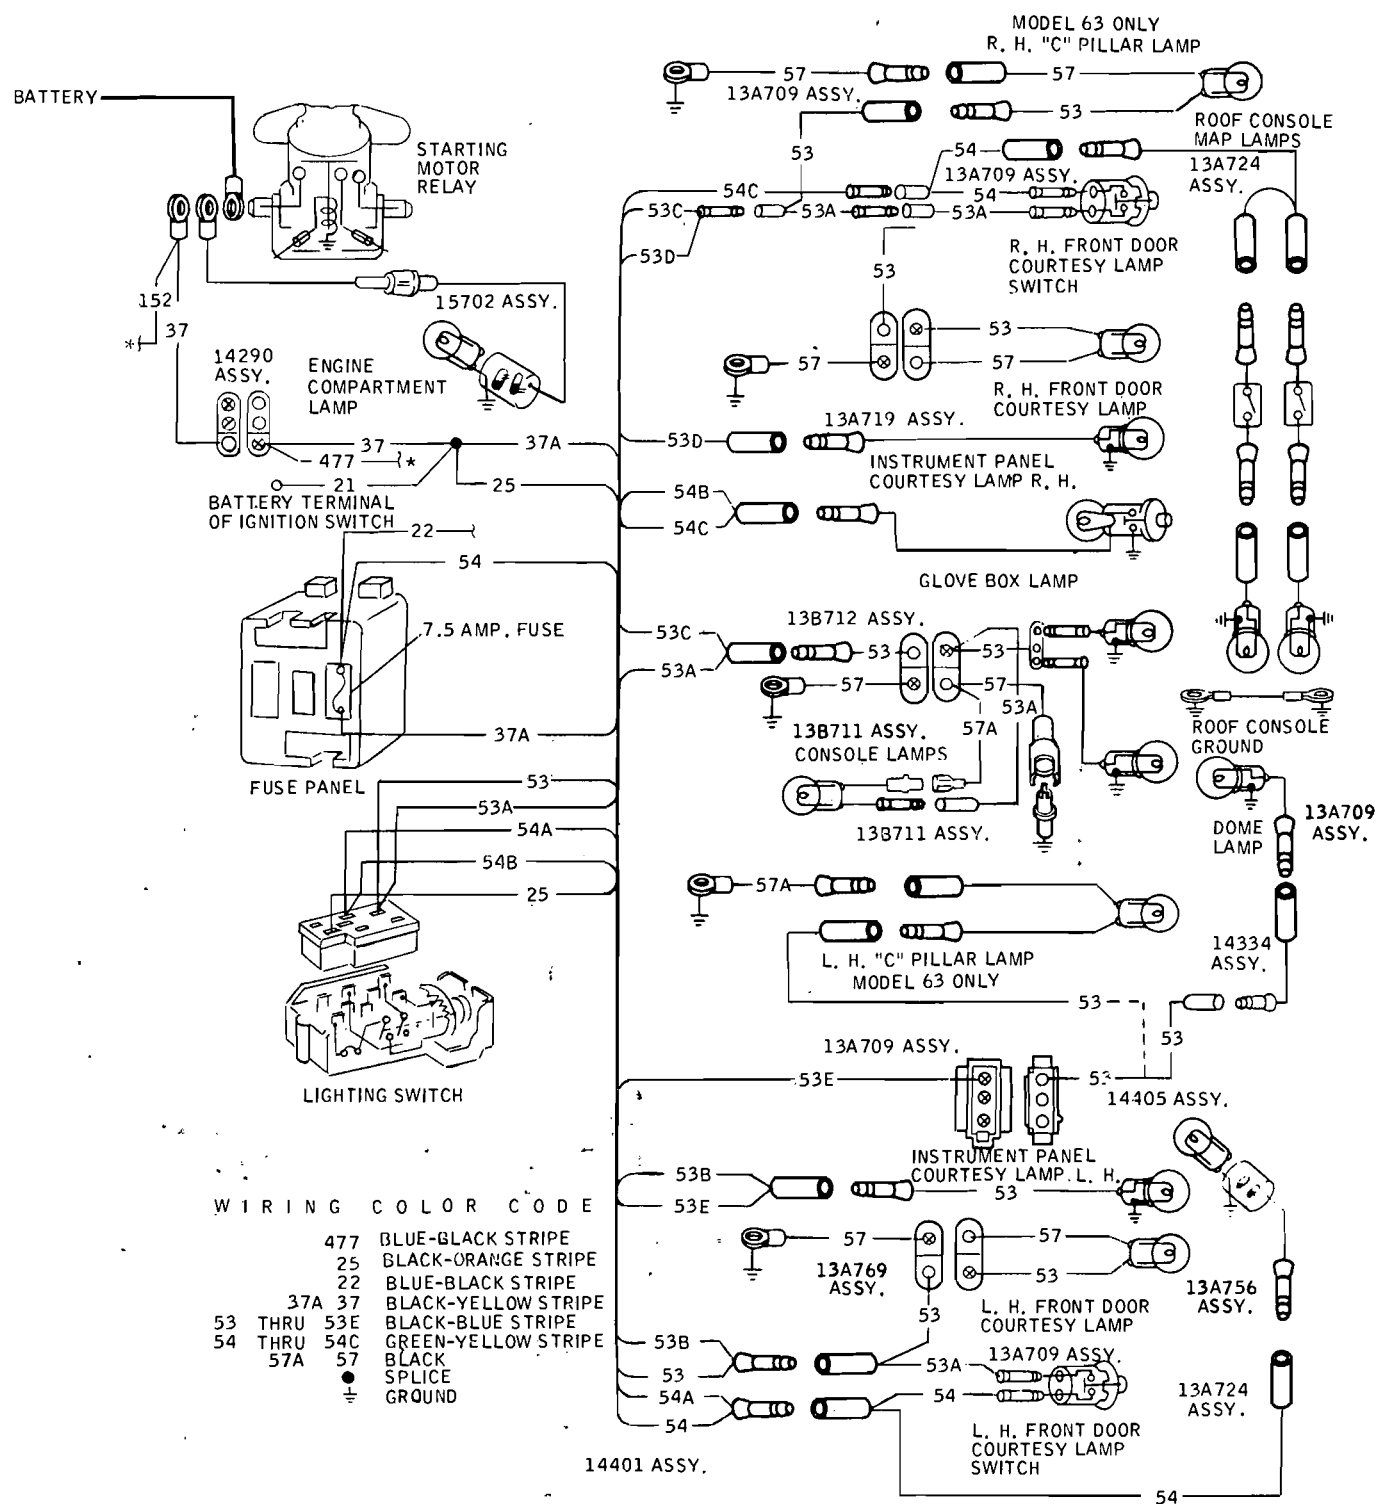 MODEL 63 ONLY
R. H. "C" PILLAR LAMP
BATTERY
57
57
13A709 ASSY.
53
ROOF CONSOLE
MAP LAMPS
STARTING
MOTOR
RELAY
53
54
13A709 ASSY.
13A724
ASSY.
54C
54
53C
53A
53A
53D
R. H. FRONT DOOR
COURTESY LAMP
SWITCH
53
152
15702 ASSY.
*
37
14290
ASSY.
ENGINE
COMPARTMENT
LAMP
53
57
57
R. H. FRONT DOOR
COURTESY LAMP
13A719 ASSY.
37
37A
53D
477
*
INSTRUMENT PANEL
COURTESY LAMP R. H.
21
25
54B
BATTERY TERMINAL
OF IGNITION SWITCH
54C
22
54
GLOVE BOX LAMP
7.5 AMP. FUSE
13B712 ASSY.
53C
53
53
53A
57
57
53A
57A
37A
13B711 ASSY.
CONSOLE LAMPS
ROOF CONSOLE
GROUND
FUSE PANEL
53
53A
54A
13B711 ASSY.
DOME
LAMP
13A709
ASSY.
54B
25
57A
14334
ASSY.
L. H. "C" PILLAR LAMP
MODEL 63 ONLY
53
53
13A709 ASSY.
53E
53
14405 ASSY.
LIGHTING SWITCH
INSTRUMENT PANEL
COURTESY LAMP. L. H.
53B
53
53E
WIRING COLOR CODE
477 BLUE-BLACK STRIPE
25 BLACK-ORANGE STRIPE
22 BLUE-BLACK STRIPE
37A 37 BLACK-YELLOW STRIPE
53 THRU 53E BLACK-BLUE STRIPE
54 THRU 54C GREEN-YELLOW STRIPE
57A 57 BLACK
SPLICE
GROUND
57
57
13A769
ASSY.
53
53
L. H. FRONT DOOR
COURTESY LAMP
13A756
ASSY.
53B
53
53A
13A709 ASSY.
54A
54
54
13A724
ASSY.
L. H. FRONT DOOR
COURTESY LAMP
SWITCH
14401 ASSY.
54